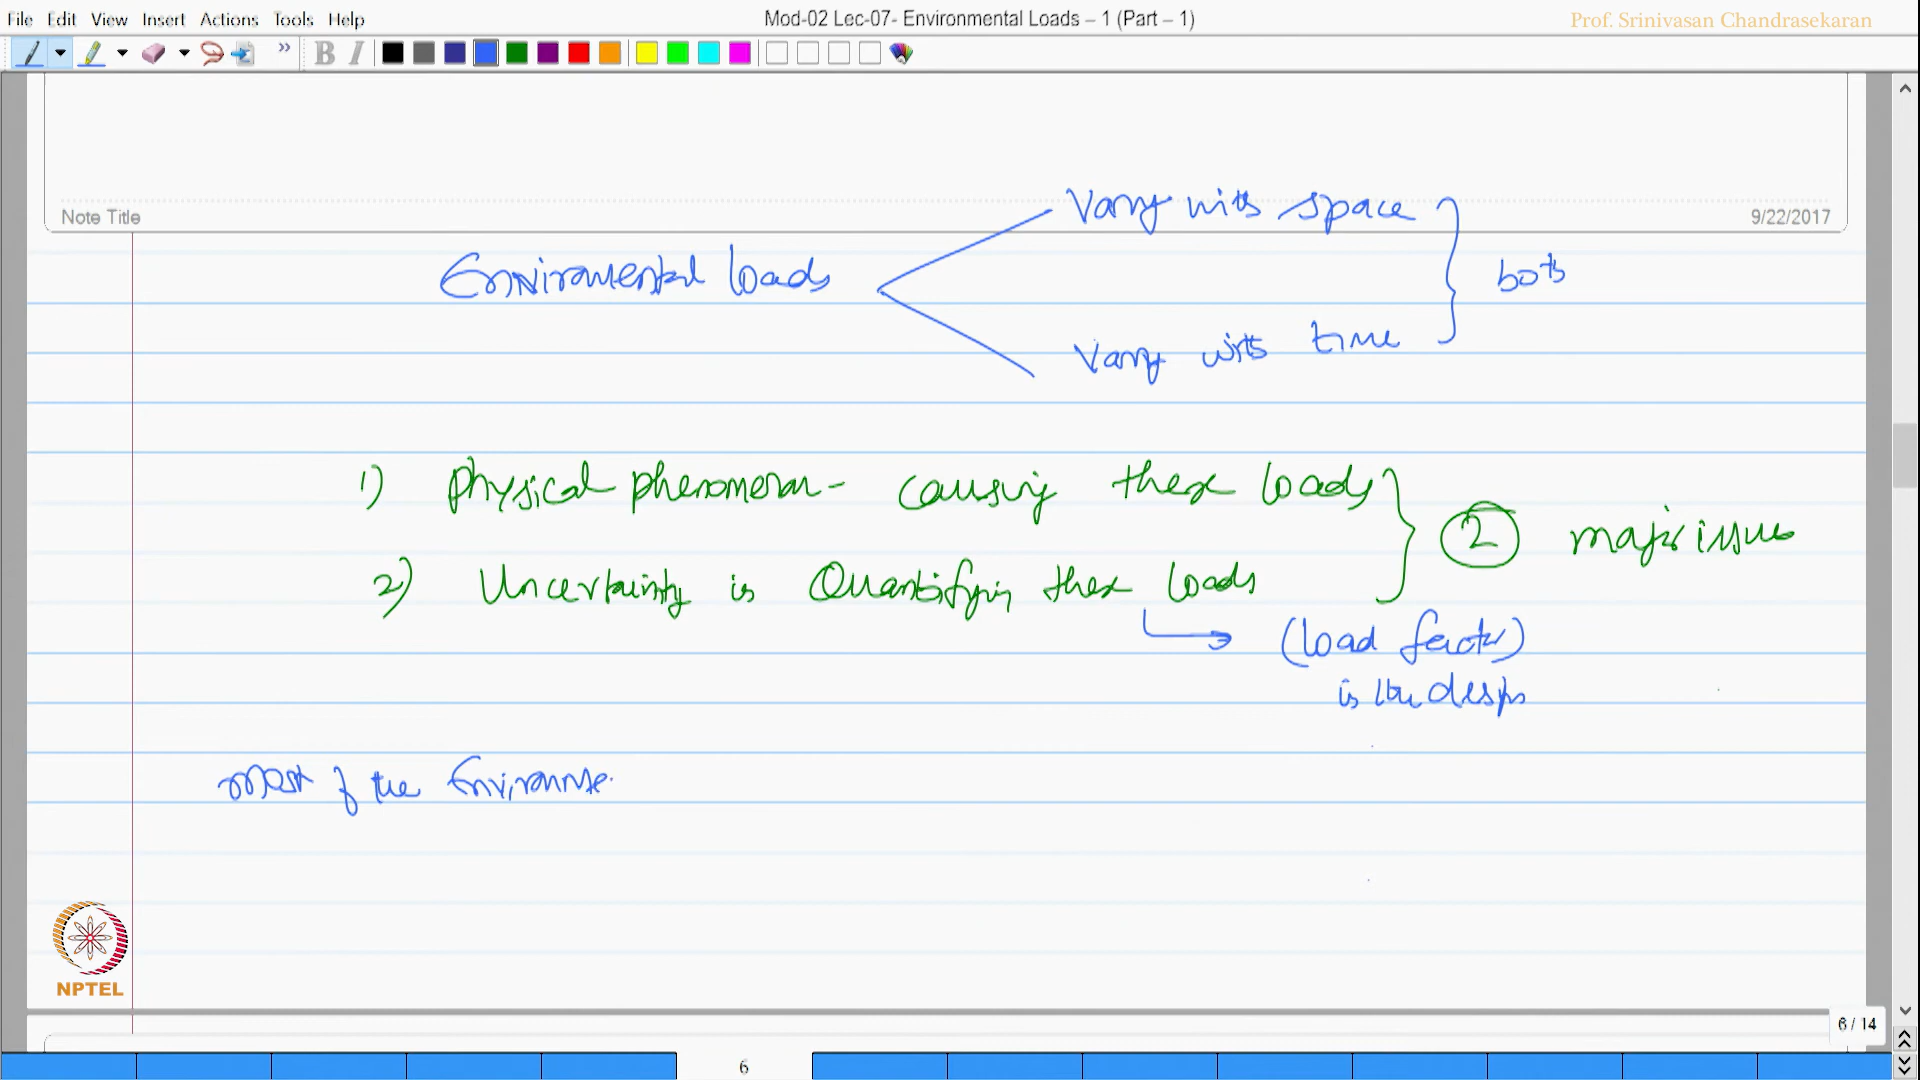 File Edit View Insert Actions Tools Help
Mod-02 Lec-07- Environmental Loads – 1 (Part – 1)
Prof. Srinivasan Chandrasekaran
B I
Note Title
9/22/2017
Vary with space
Environmental loads
both
Vary with time
1) Physical phenomenon - causing these loads
2 major issues
2) Uncertainty in Quantifying these loads
(load factor)
in the design
most of the Environme
NPTEL
6 / 14
6